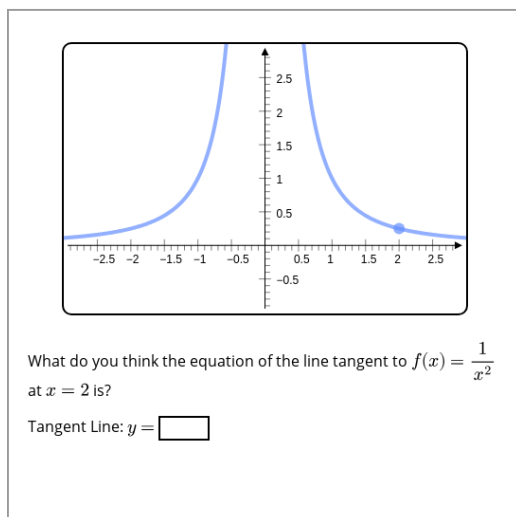 2.5
2
1.5
1
0.5
-2.5 -2 -1.5 -1 -0.5 0.5 1 1.5 2 2.5
-0.5
What do you think the equation of the line tangent to f(x) = 1/x²
at x = 2 is?
Tangent Line: y =